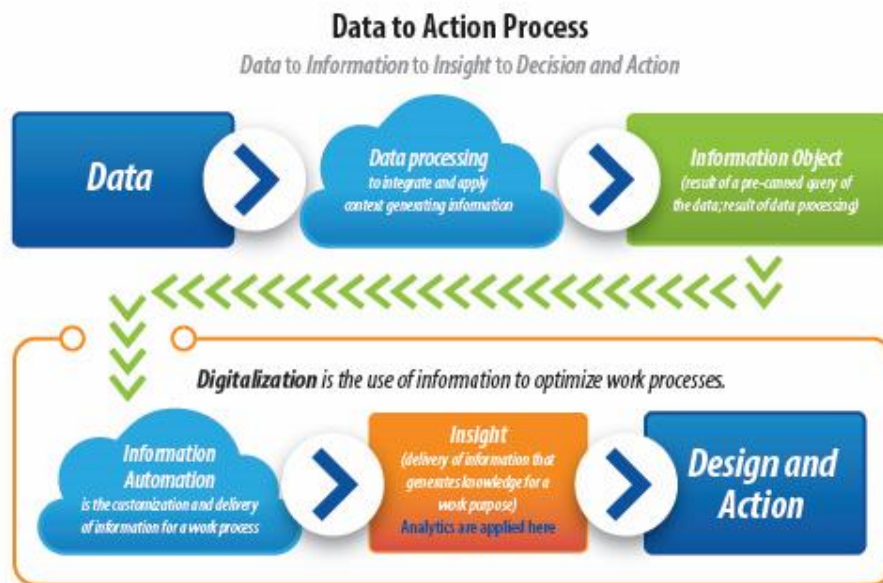 Data to Action Process
Data to Information to Insight to Decision and Action
Data
Data processing
to integrate and apply
context generating information
Information Object
(result of a pre-canned query of
the data; result of data processing)
Digitalization is the use of information to optimize work processes.
Information
Automation
is the customization and delivery
of information for a work process
Insight
(delivery of information that
generates knowledge for a
work purpose)
Analytics are applied here
Design and
Action